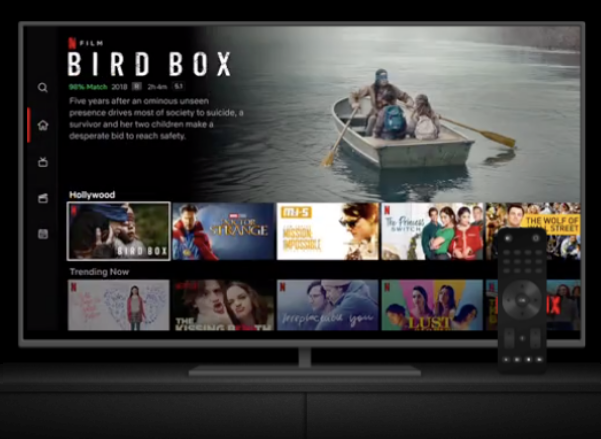 N FILM
BIRD BOX
98% Match 2018 R 2h 4m 5.1
Five years after an ominous unseen
presence drives most of society to suicide, a
survivor and her two children make a
desperate bid to reach safety.
Hollywood
BIRD BOX
DOCTOR STRANGE
M:I-5
MISSION
IMPOSSIBLE
The Princess
SWITCH
THE WOLF OF
WALL STREET
Trending Now
THE
KISSING BOOTH
irreplaceable you
LUST